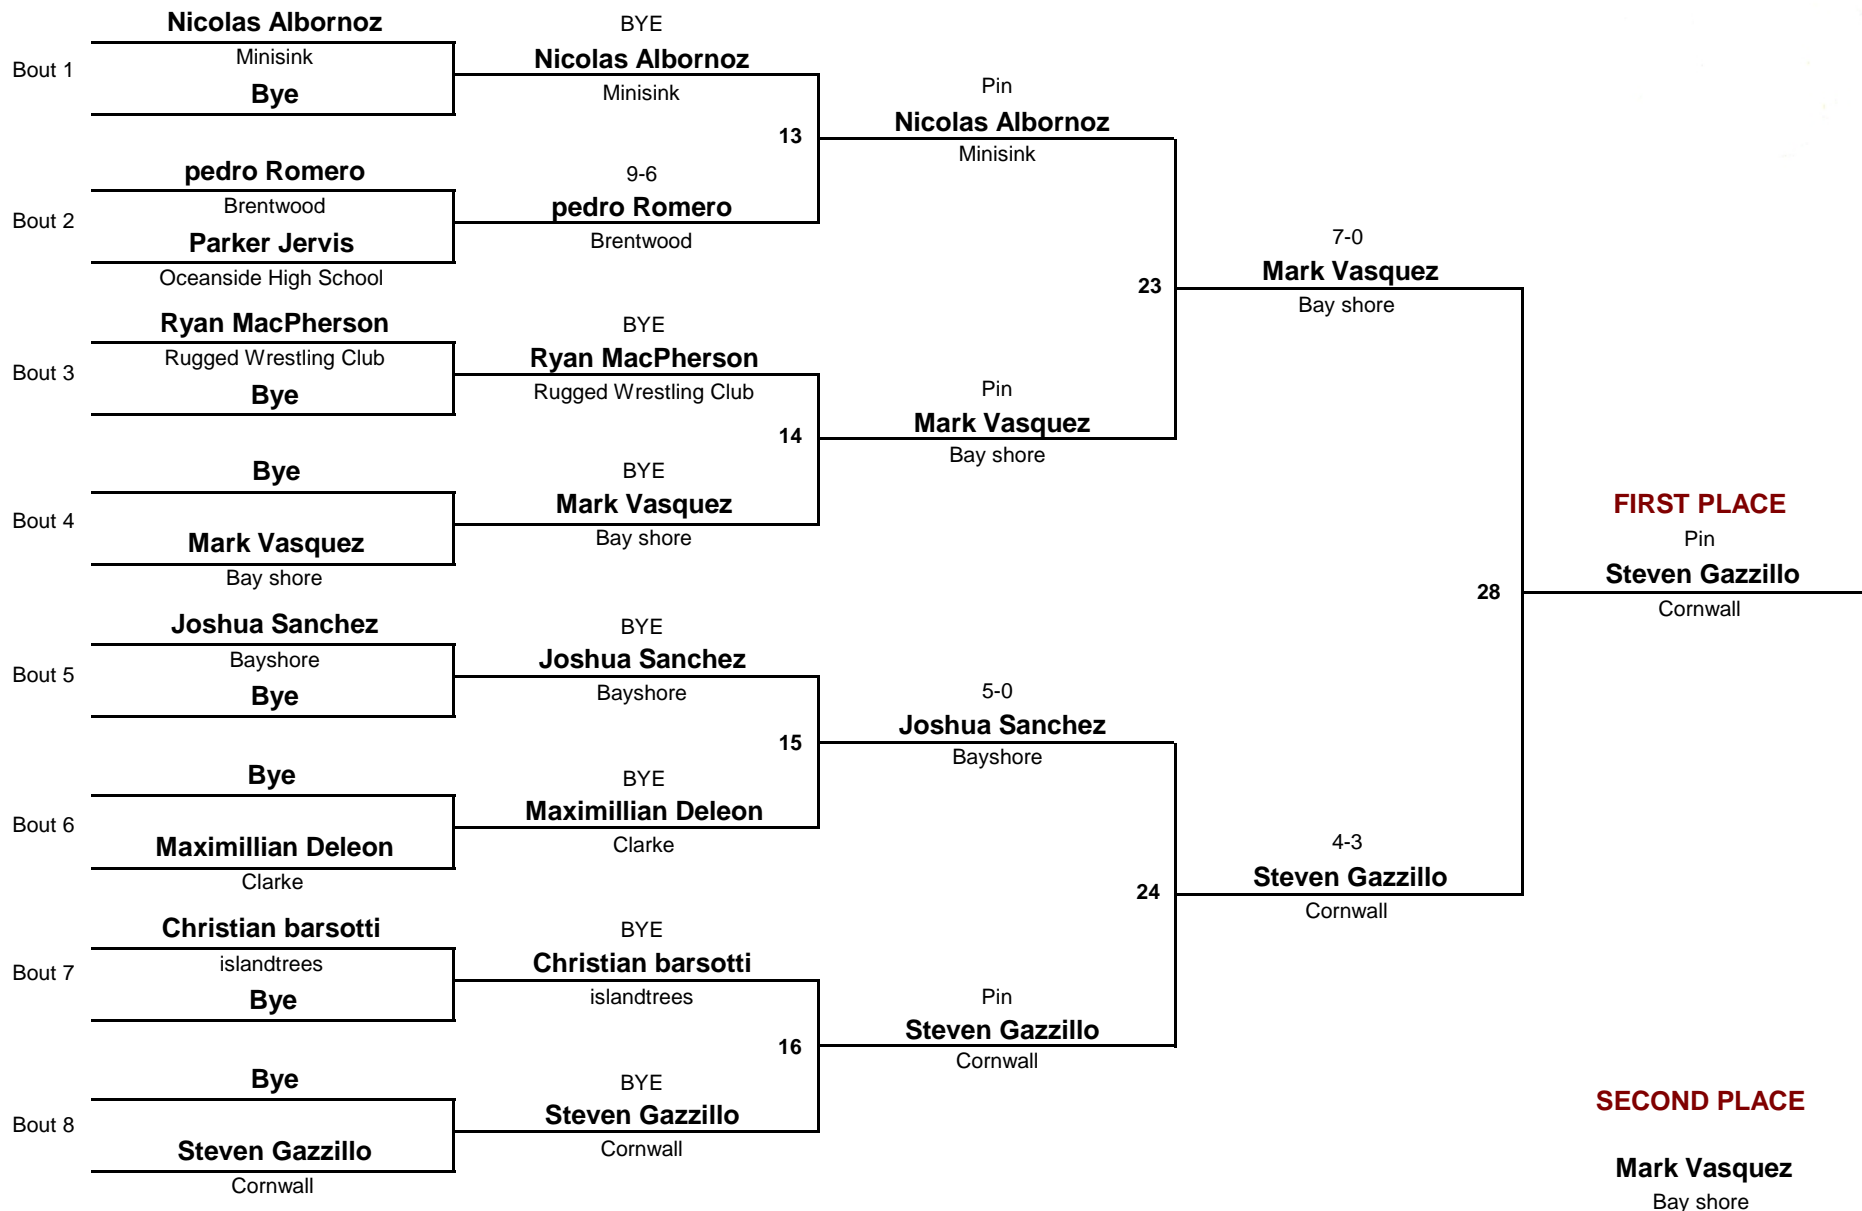 Nicolas Albornoz
Bout 1
Minisink
Bye
pedro Romero
Bout 2
Brentwood
Parker Jervis
Oceanside High School
Ryan MacPherson
Bout 3
Rugged Wrestling Club
Bye
Bye
Bout 4
Mark Vasquez
Bay shore
Joshua Sanchez
Bout 5
Bayshore
Bye
Bye
Bout 6
Maximillian Deleon
Clarke
Christian barsotti
Bout 7
islandtrees
Bye
Bye
Bout 8
Steven Gazzillo
Cornwall
BYE
Nicolas Albornoz
Minisink
13
9-6
pedro Romero
Brentwood
BYE
Ryan MacPherson
Rugged Wrestling Club
14
BYE
Mark Vasquez
Bay shore
BYE
Joshua Sanchez
Bayshore
15
BYE
Maximillian Deleon
Clarke
BYE
Christian barsotti
islandtrees
16
BYE
Steven Gazzillo
Cornwall
Pin
Nicolas Albornoz
Minisink
23
Pin
Mark Vasquez
Bay shore
5-0
Joshua Sanchez
Bayshore
24
Pin
Steven Gazzillo
Cornwall
7-0
Mark Vasquez
Bay shore
28
4-3
Steven Gazzillo
Cornwall
FIRST PLACE
Pin
Steven Gazzillo
Cornwall
SECOND PLACE
Mark Vasquez
Bay shore